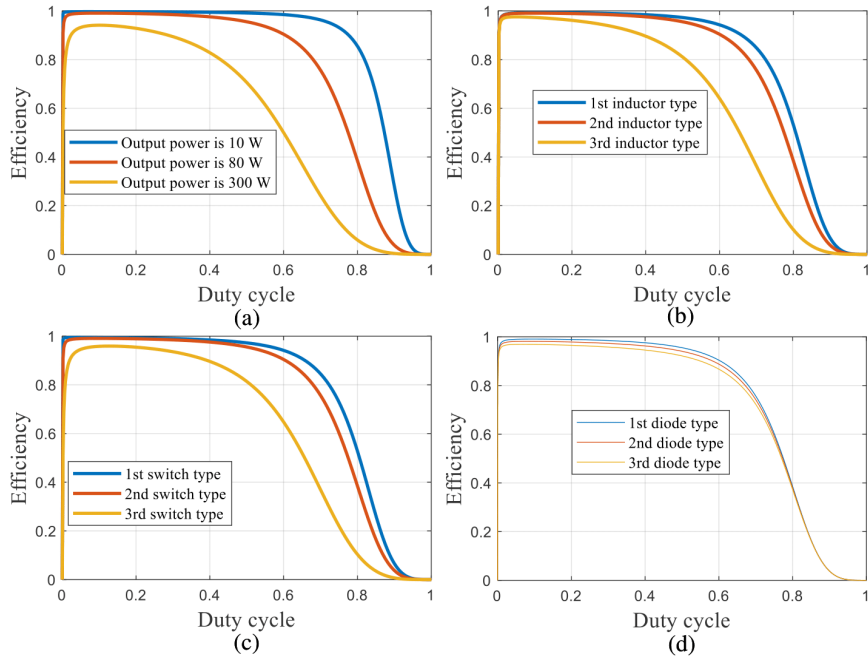 1
0.8
0.6
0.4
0.2
0
Efficiency
Output power is 10 W
Output power is 80 W
Output power is 300 W
0 0.2 0.4 0.6 0.8 1
Duty cycle
(a)
1
0.8
0.6
0.4
0.2
0
Efficiency
1st inductor type
2nd inductor type
3rd inductor type
0 0.2 0.4 0.6 0.8 1
Duty cycle
(b)
1
0.8
0.6
0.4
0.2
0
Efficiency
1st switch type
2nd switch type
3rd switch type
0 0.2 0.4 0.6 0.8 1
Duty cycle
(c)
1
0.8
0.6
0.4
0.2
0
Efficiency
1st diode type
2nd diode type
3rd diode type
0 0.2 0.4 0.6 0.8 1
Duty cycle
(d)